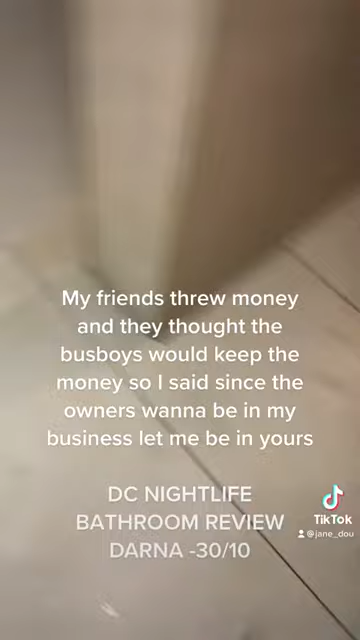 My friends threw money
and they thought the
busboys would keep the
money so I said since the
owners wanna be in my
business let me be in yours
DC NIGHTLIFE
BATHROOM REVIEW
DARNA -30/10
TikTok
@jane_dou